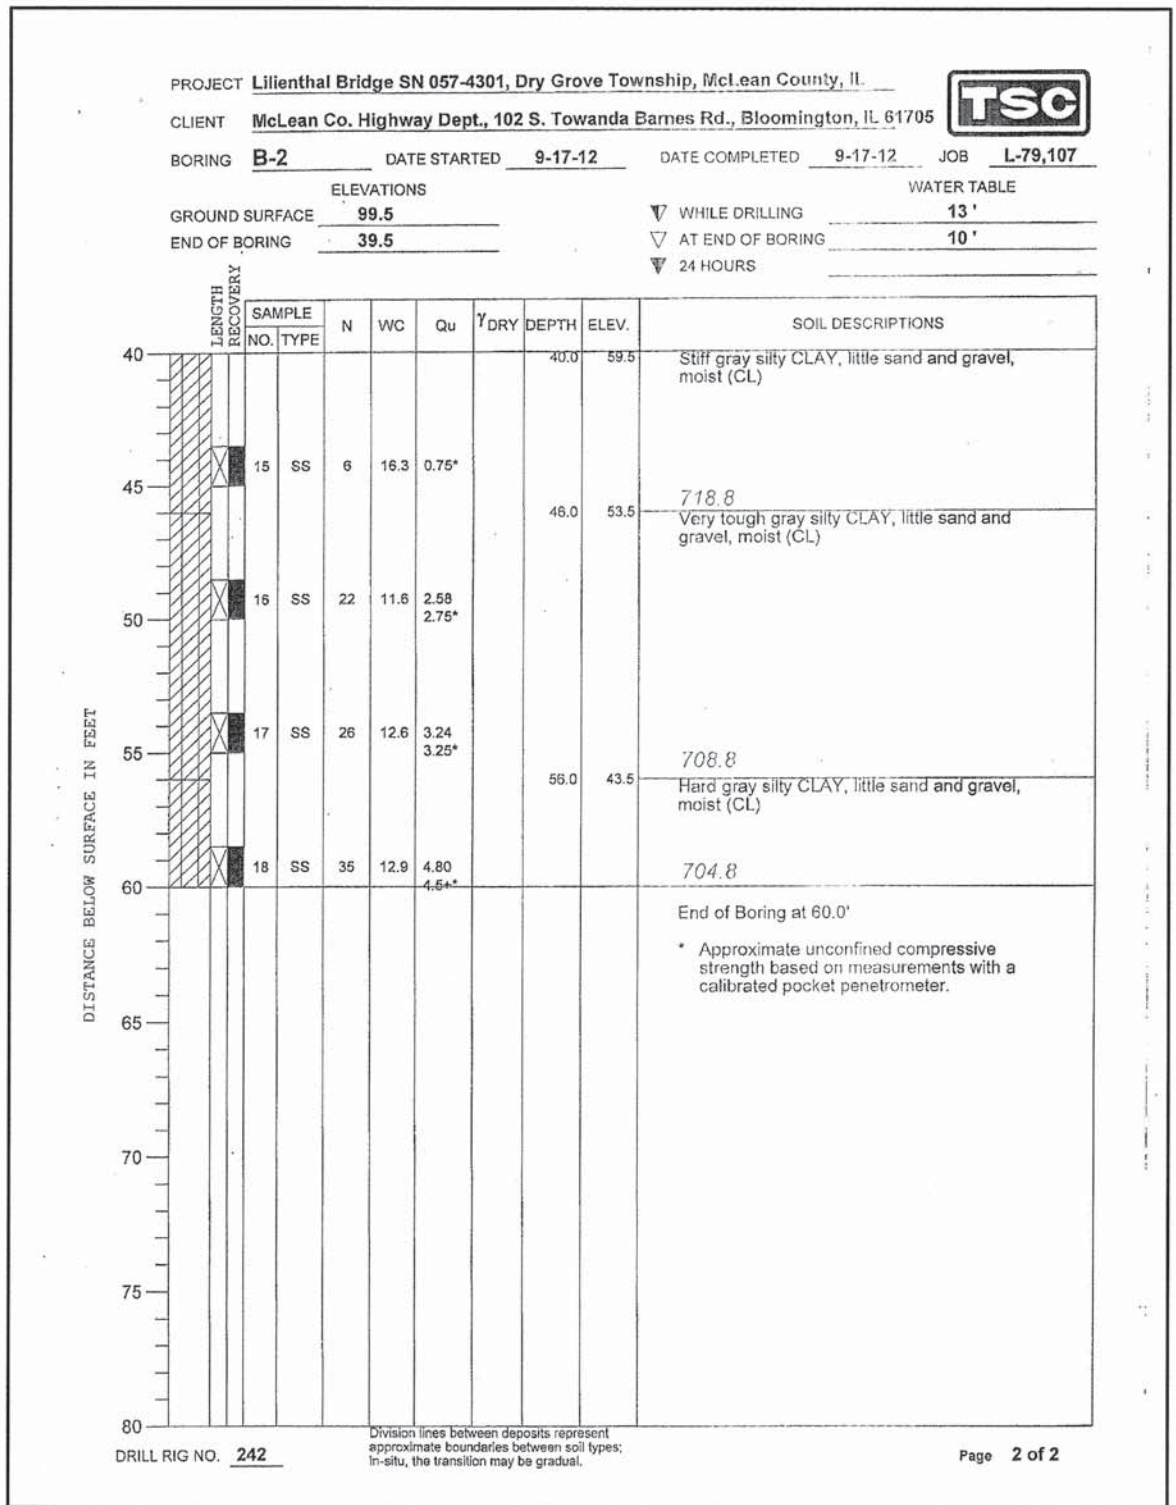 PROJECT Lilienthal Bridge SN 057-4301, Dry Grove Township, McLean County, IL
TSC
CLIENT McLean Co. Highway Dept., 102 S. Towanda Barnes Rd., Bloomington, IL 61705
BORING B-2 DATE STARTED 9-17-12 DATE COMPLETED 9-17-12 JOB L-79,107
ELEVATIONS WATER TABLE
GROUND SURFACE 99.5 WHILE DRILLING 13 '
END OF BORING 39.5 AT END OF BORING 10 '
24 HOURS
LENGTH RECOVERY SAMPLE NO. TYPE N WC Qu γDRY DEPTH ELEV. SOIL DESCRIPTIONS
40 40.0 59.5 Stiff gray silty CLAY, little sand and gravel,
moist (CL)
15 SS 6 16.3 0.75*
45
718.8
46.0 53.5 Very tough gray silty CLAY, little sand and
gravel, moist (CL)
16 SS 22 11.6 2.58
50 2.75*
17 SS 26 12.6 3.24
55 3.25*
708.8
56.0 43.5 Hard gray silty CLAY, little sand and gravel,
moist (CL)
18 SS 35 12.9 4.80 704.8
60 4.5+*
End of Boring at 60.0'
* Approximate unconfined compressive
strength based on measurements with a
calibrated pocket penetrometer.
65
70
75
80
DISTANCE BELOW SURFACE IN FEET
Division lines between deposits represent
approximate boundaries between soil types;
in-situ, the transition may be gradual.
DRILL RIG NO. 242 Page 2 of 2